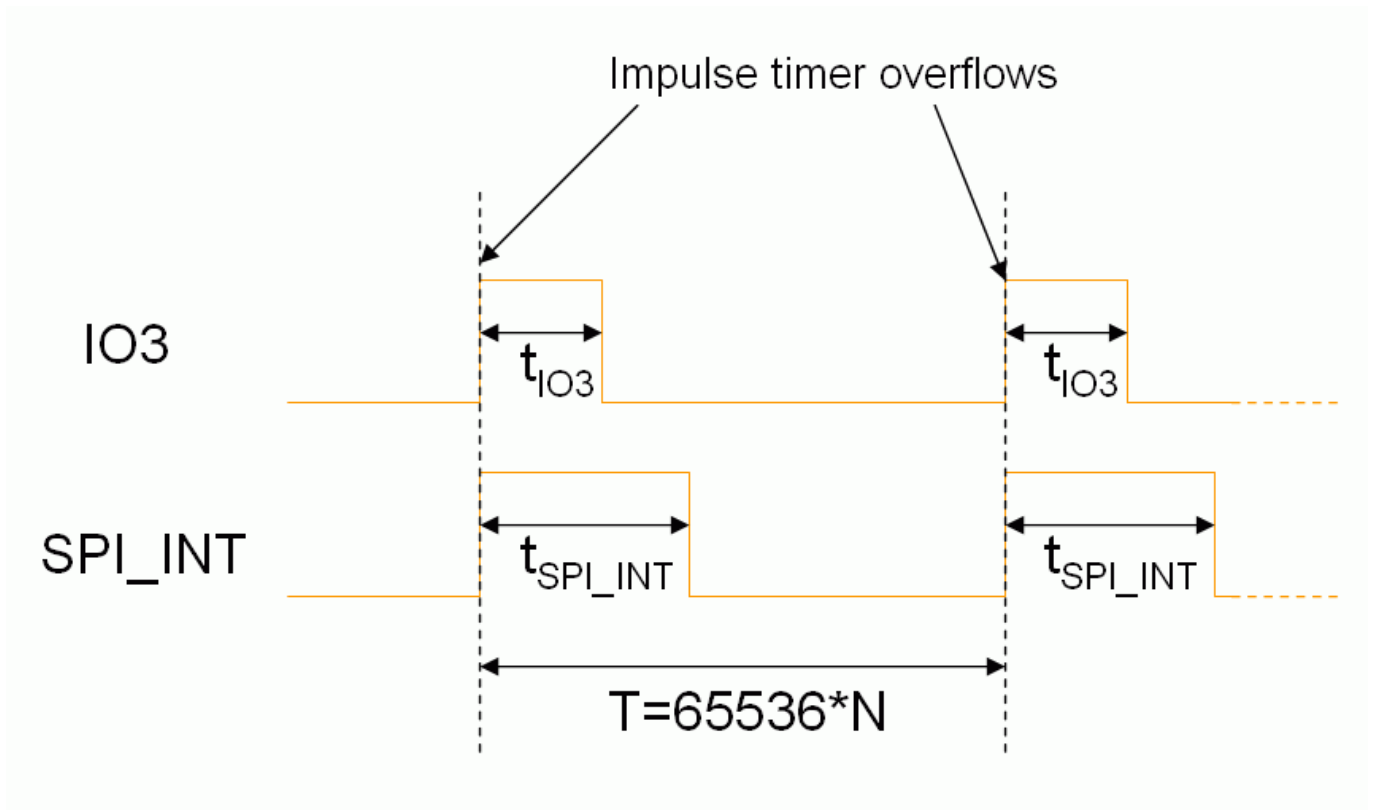 Impulse timer overflows
IO3
tIO3
tIO3
SPI_INT
tSPI_INT
tSPI_INT
T=65536*N